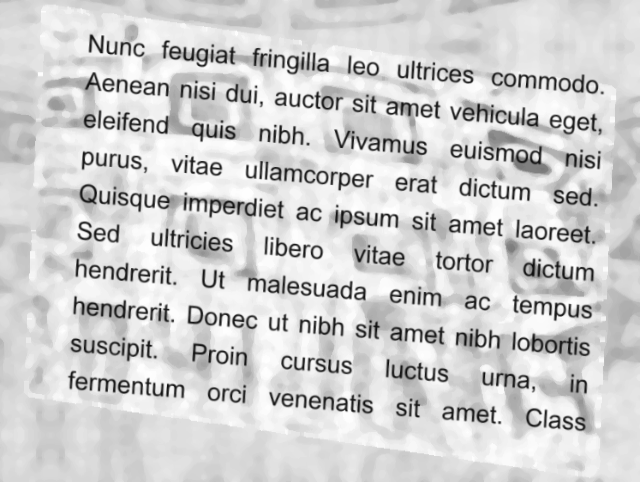 Nunc feugiat fringilla leo ultrices commodo.
Aenean nisi dui, auctor sit amet vehicula eget,
eleifend quis nibh. Vivamus euismod nisi
purus, vitae ullamcorper erat dictum sed.
Quisque imperdiet ac ipsum sit amet laoreet.
Sed ultricies libero vitae tortor dictum
hendrerit. Ut malesuada enim ac tempus
hendrerit. Donec ut nibh sit amet nibh lobortis
suscipit. Proin cursus luctus urna, in
fermentum orci venenatis sit amet. Class